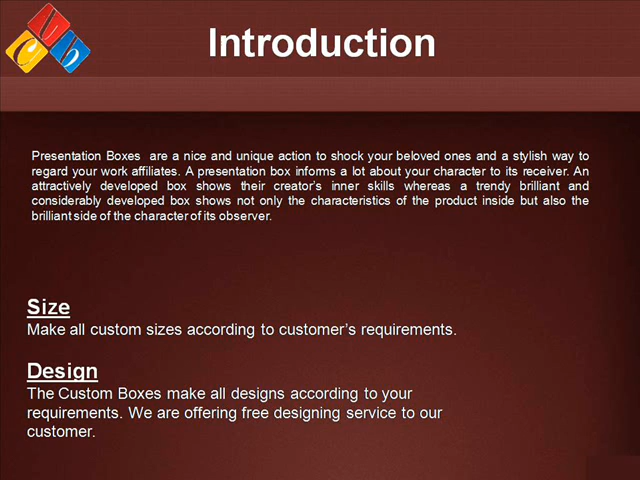 Introduction
Presentation Boxes are a nice and unique action to shock your beloved ones and a stylish way to
regard your work affiliates. A presentation box informs a lot about your character to its receiver. An
attractively developed box shows their creator's inner skills whereas a trendy brilliant and
considerably developed box shows not only the characteristics of the product inside but also the
brilliant side of the character of its observer.
Size
Make all custom sizes according to customer's requirements.
Design
The Custom Boxes make all designs according to your
requirements. We are offering free designing service to our
customer.